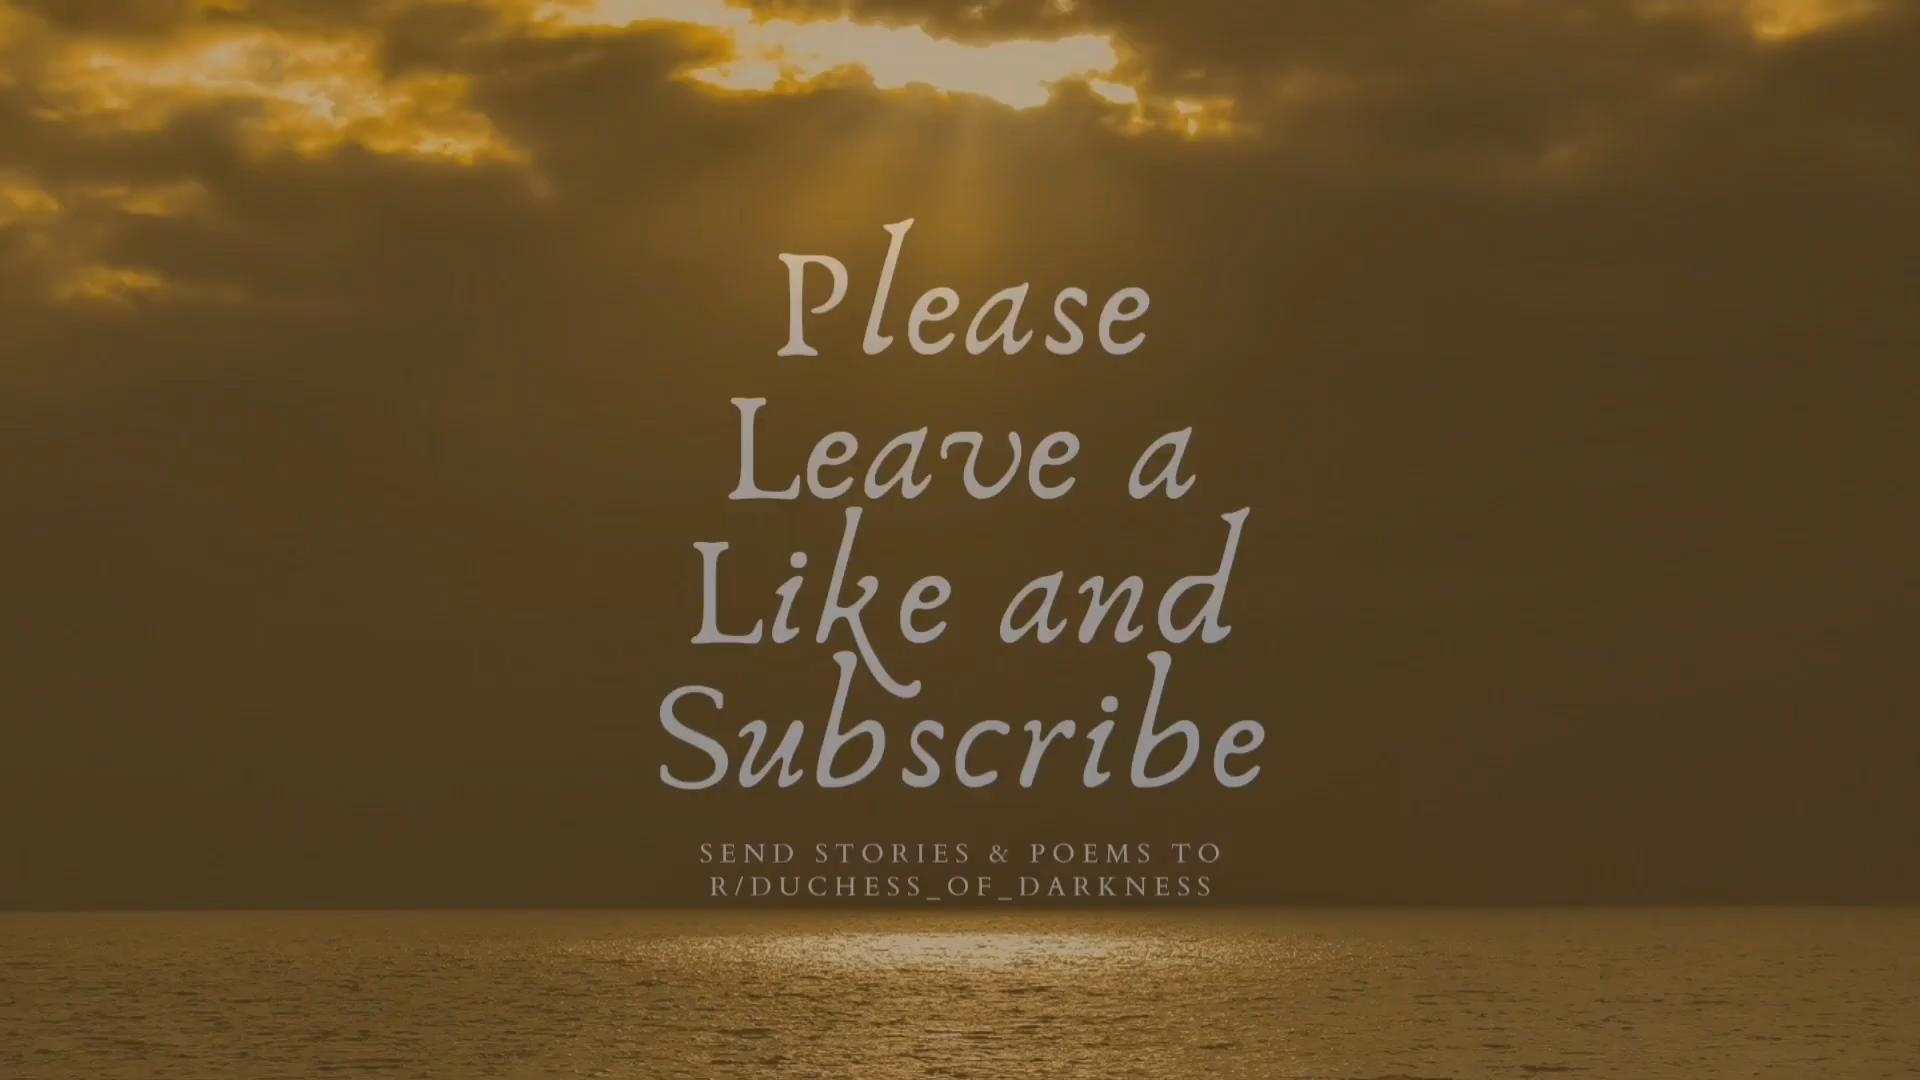 Please
Leave a
Like and
Subscribe
SEND STORIES & POEMS TO
R/DUCHESS_OF_DARKNESS